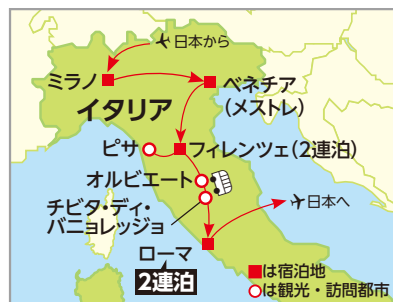 日本から
ミラノ
ベネチア
(メストレ)
イタリア
ピサ
フィレンツェ(2連泊)
オルビエート
チビタ・ディ・
バニョレッジョ
日本へ
ローマ
2連泊
■は宿泊地
○は観光・訪問都市